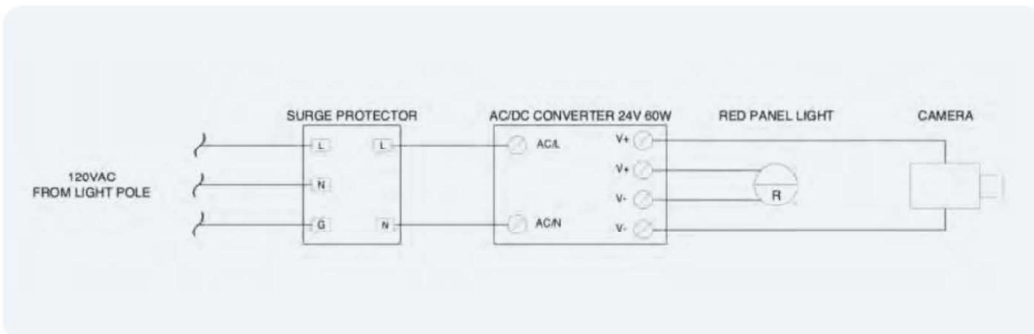 SURGE PROTECTOR
AC/DC CONVERTER 24V 60W
RED PANEL LIGHT
CAMERA
120VAC
FROM LIGHT POLE
L
L
N
G
N
AC/L
AC/N
V+
V+
V-
V-
R